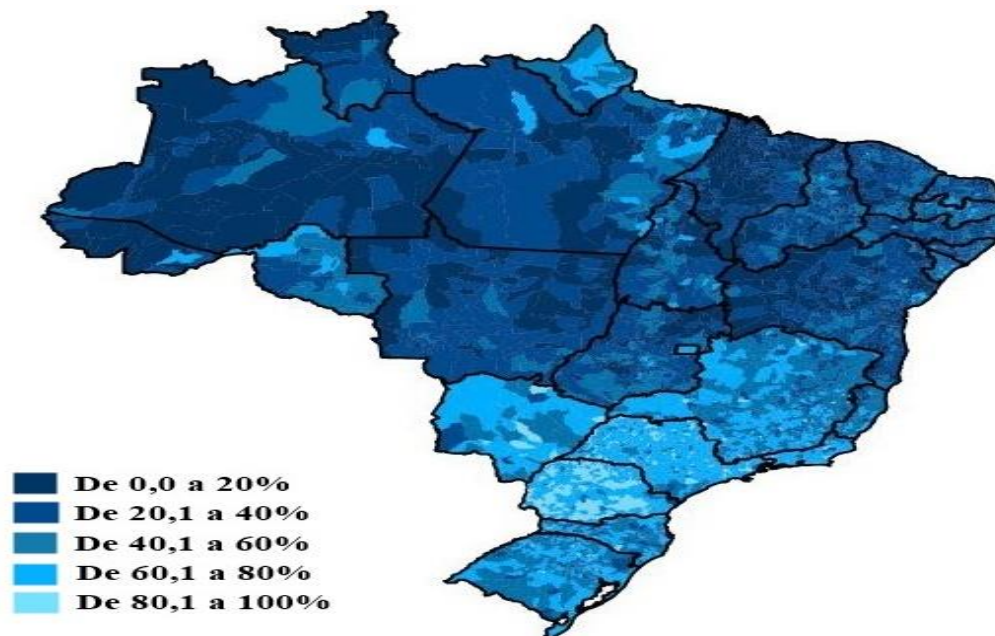 De 0,0 a 20%
De 20,1 a 40%
De 40,1 a 60%
De 60,1 a 80%
De 80,1 a 100%